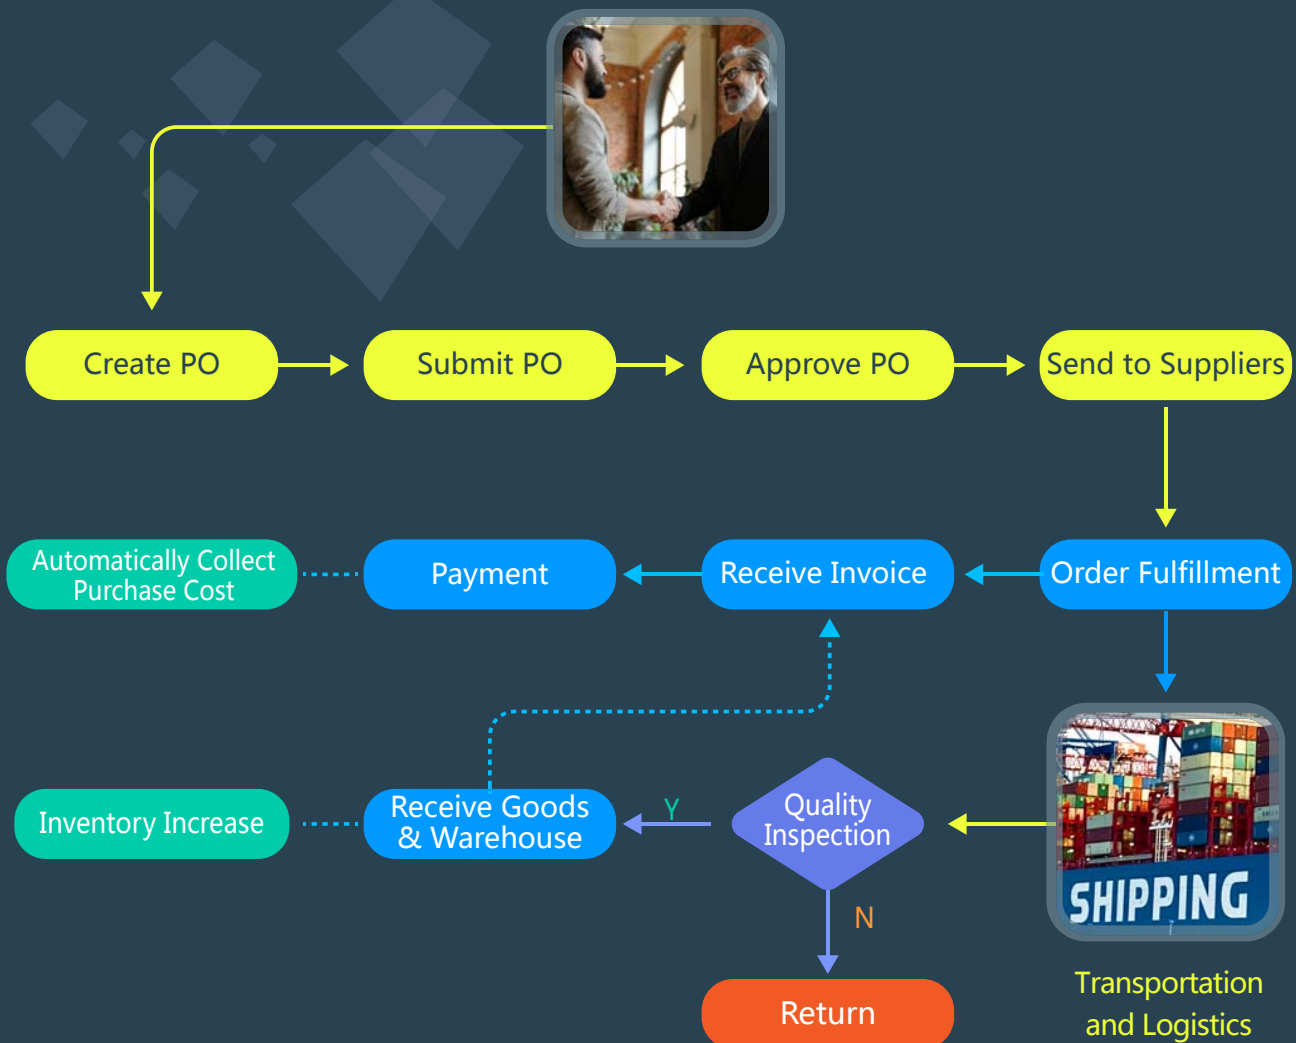 Create PO
Submit PO
Approve PO
Send to Suppliers
Automatically Collect
Purchase Cost
Payment
Receive Invoice
Order Fulfillment
Inventory Increase
Receive Goods
& Warehouse
Y
Quality
Inspection
SHIPPING
N
Return
Transportation
and Logistics